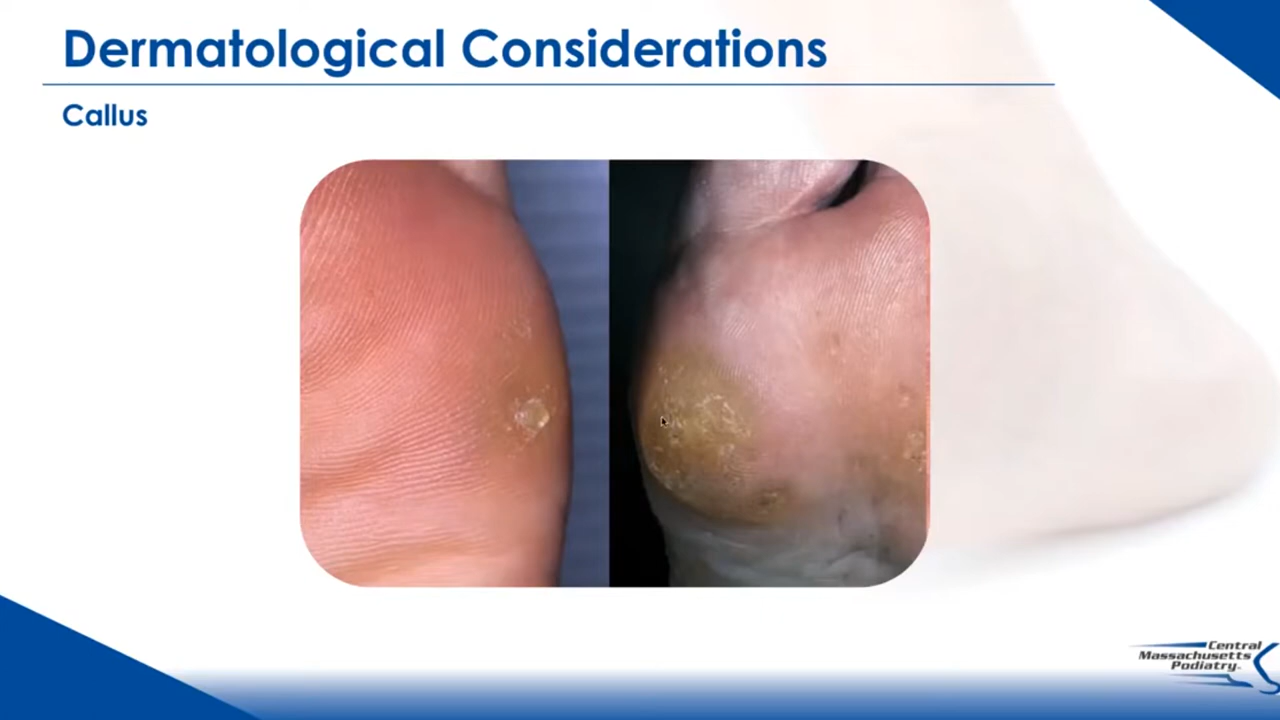 Dermatological Considerations
Callus
Central
Massachusetts
Podiatry